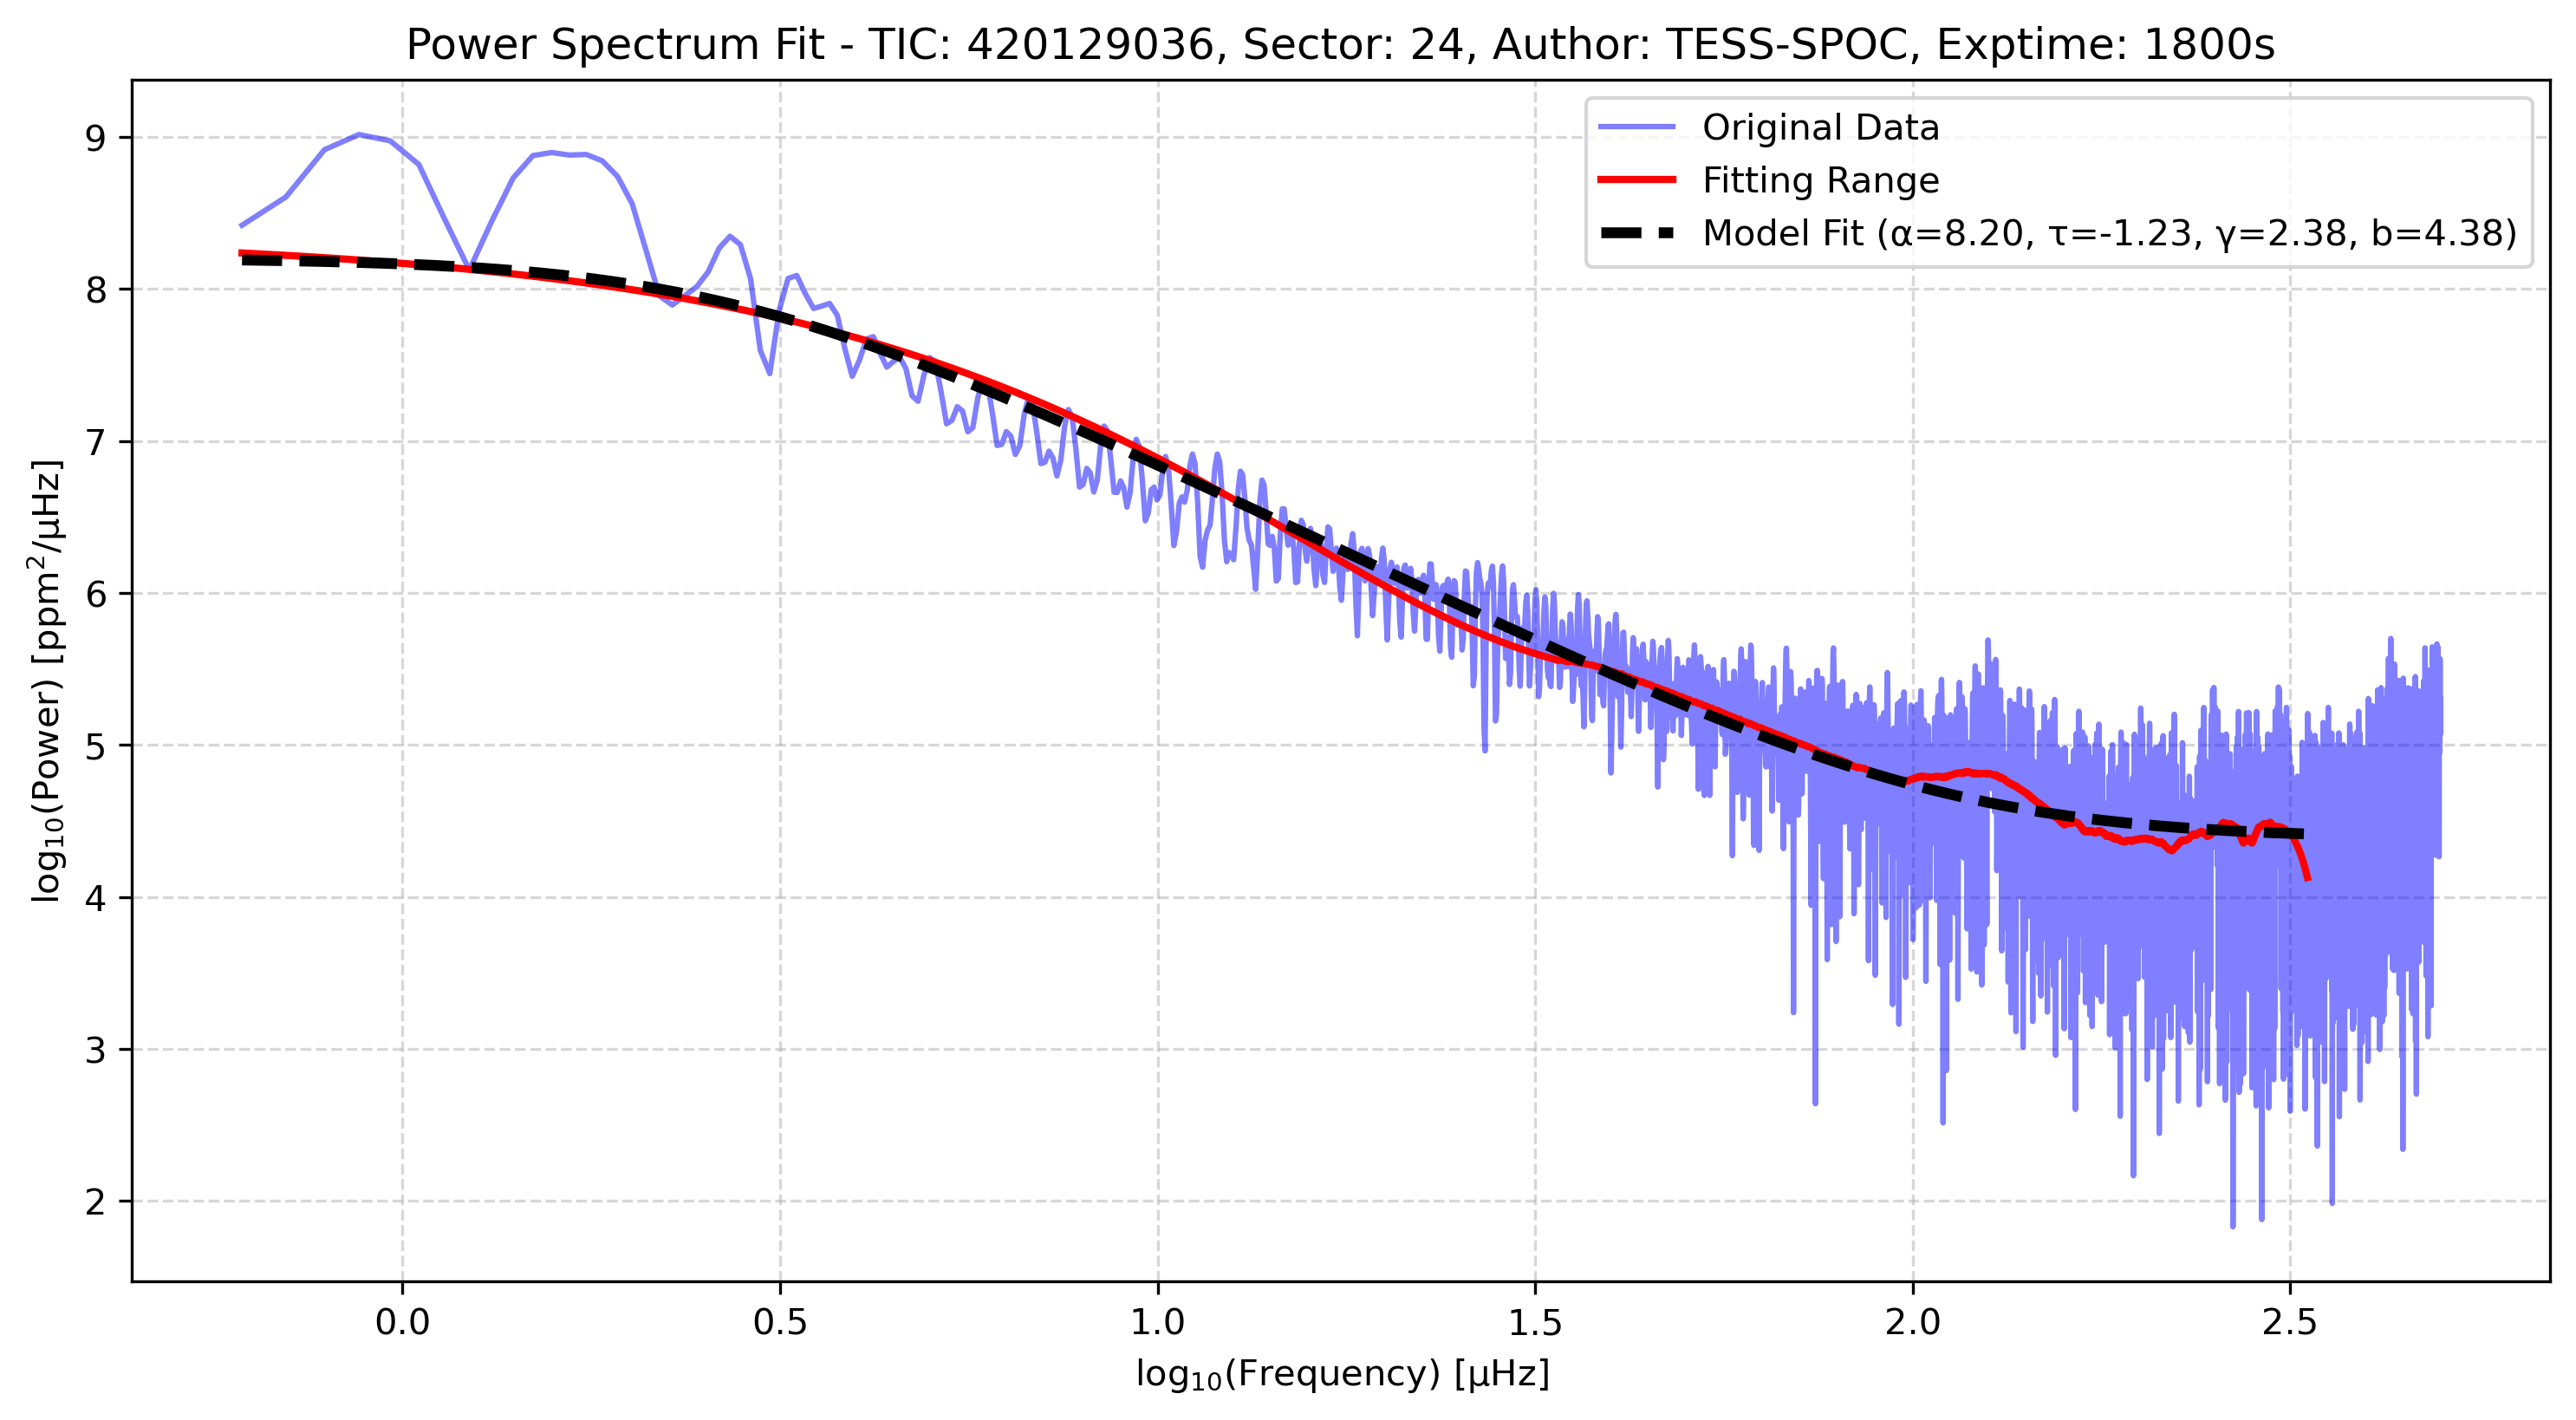 Power Spectrum Fit - TIC: 420129036, Sector: 24, Author: TESS-SPOC, Exptime: 1800s
Original Data
Fitting Range
Model Fit (α=8.20, τ=-1.23, γ=2.38, b=4.38)
log₁₀(Power) [ppm²/μHz]
9
8
7
6
5
4
3
2
0.0 0.5 1.0 1.5 2.0 2.5
log₁₀(Frequency) [μHz]